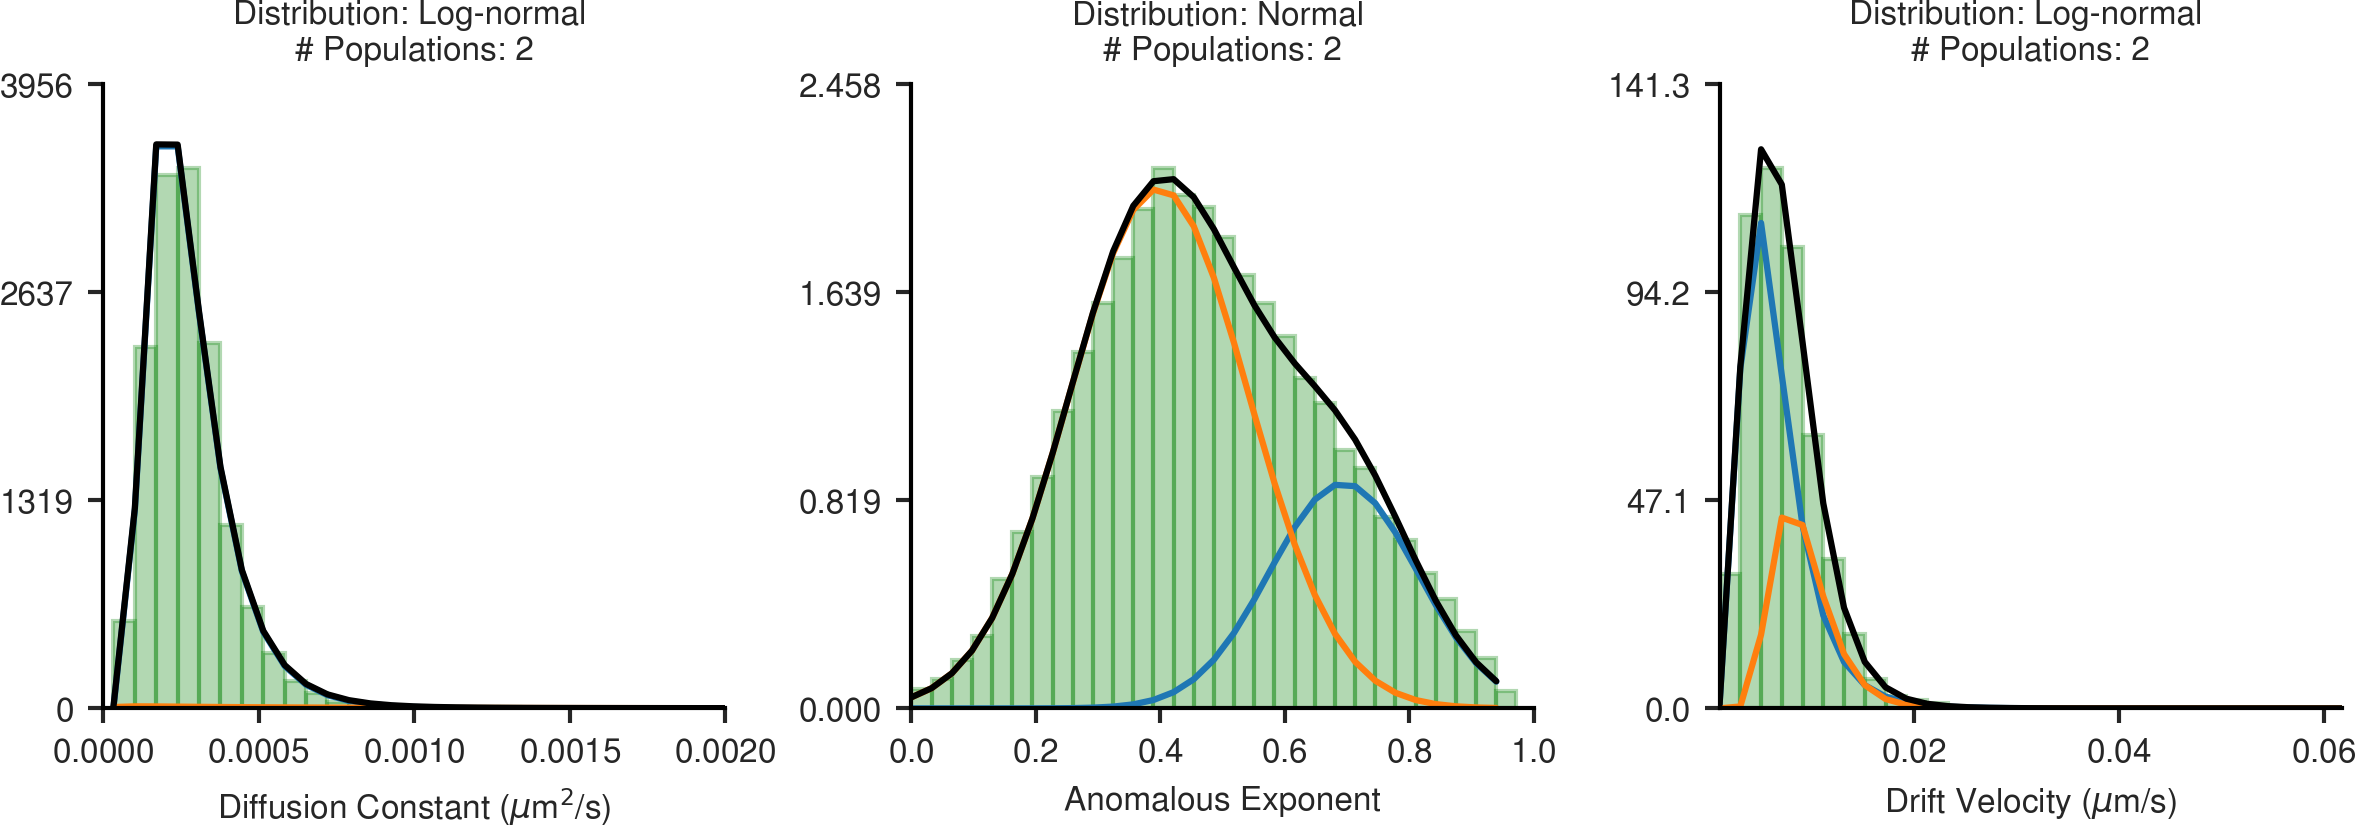 Distribution: Log-normal
# Populations: 2
3956
2637
1319
0
0.0000 0.0005 0.0010 0.0015 0.0020
Diffusion Constant (μm²/s)
Distribution: Normal
# Populations: 2
2.458
1.639
0.819
0.000
0.0 0.2 0.4 0.6 0.8 1.0
Anomalous Exponent
Distribution: Log-normal
# Populations: 2
141.3
94.2
47.1
0.0
0.02 0.04 0.06
Drift Velocity (μm/s)